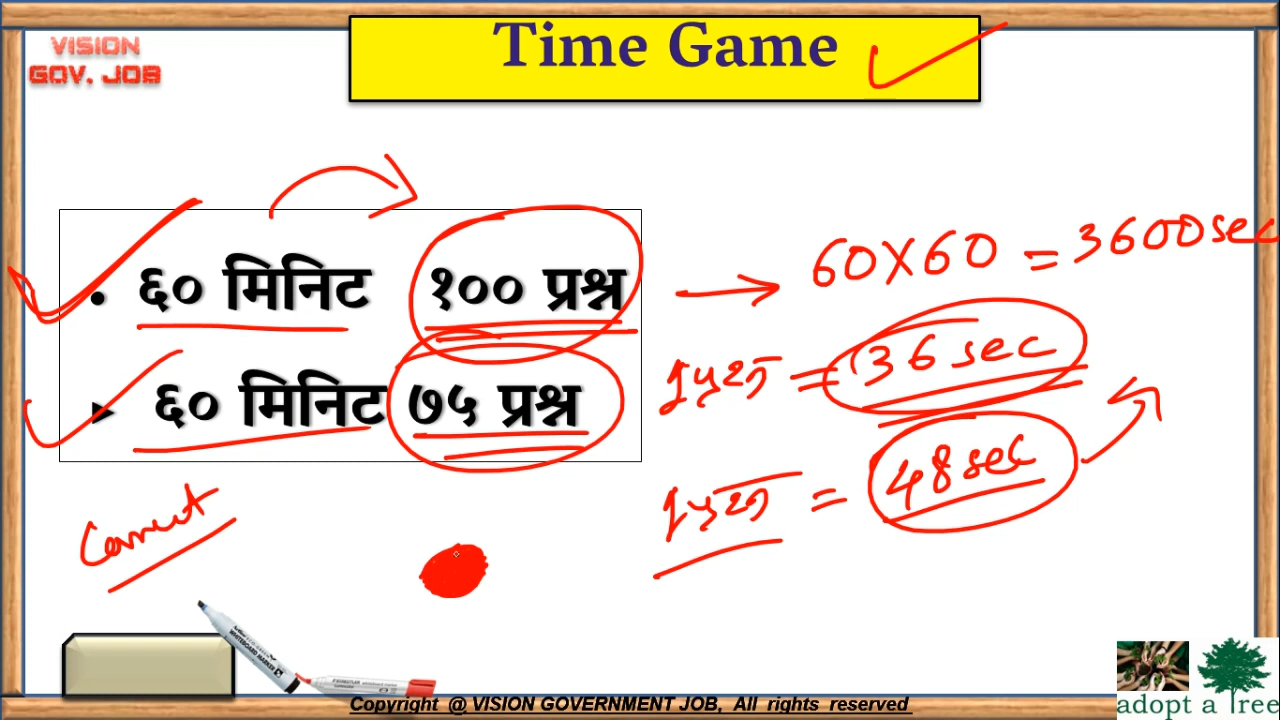 Time Game
VISION
GOV. JOB
६० मिनिट १०० प्रश्न
60X60 = 3600sec
= 36 sec
६० मिनिट ७५ प्रश्न
= 48sec
Correct
Copyright @ VISION GOVERNMENT JOB, All rights reserved
adopt a Tree